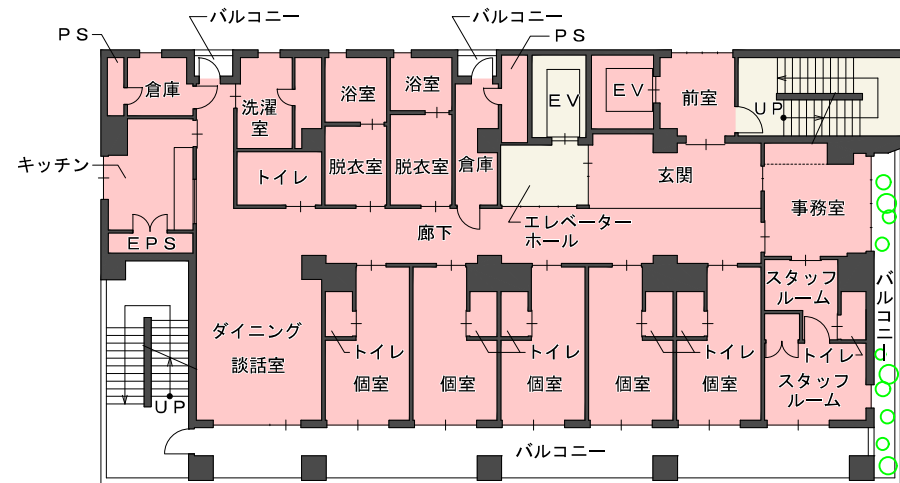 バルコニー
バルコニー
PS
PS
倉庫
洗濯
室
浴室
浴室
EV
EV
前室
UP
キッチン
トイレ
脱衣室
脱衣室
倉庫
玄関
事務室
エレベーター
ホール
廊下
EPS
スタッフ
ルーム
バルコニー
ダイニング
談話室
トイレ
トイレ
トイレ
トイレ
個室
個室
個室
個室
個室
スタッフ
ルーム
UP
バルコニー